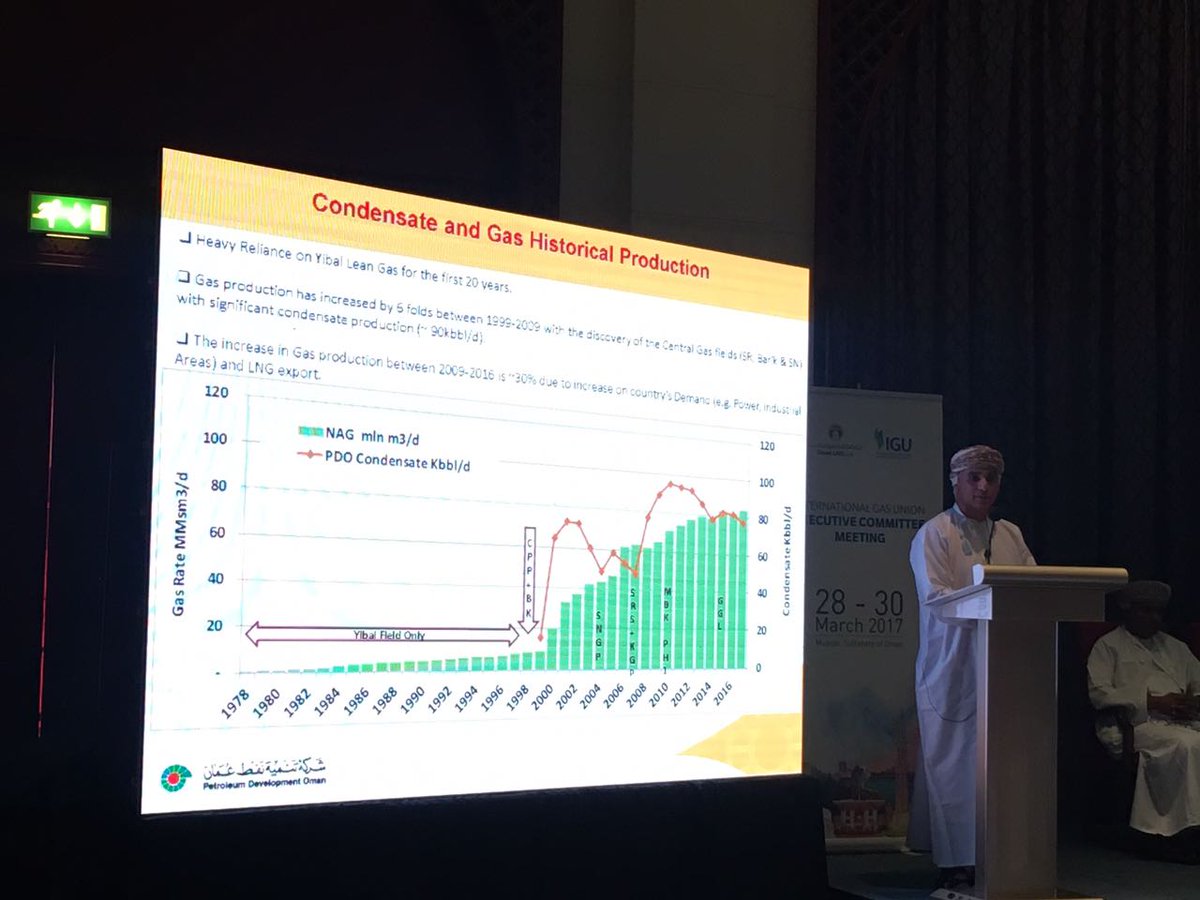 Condensate and Gas Historical Production
Heavy Reliance on Yibal Lean Gas for the first 20 years.
Gas production has increased by 6 folds between 1999-2009 with the discovery of the Central Gas fields (SR, Barik & SN)
with significant condensate production (~ 90kbbl/d)
The increase in Gas production between 2009-2016 is ~30% due to increase on country's Demand (e.g. Power, Industrial
Areas) and LNG export.
120
100
80
60
40
20
-
Gas Rate MMsm3/d
NAG mln m3/d
PDO Condensate Kbbl/d
120
100
80
60
40
20
0
Condensate Kbbl/d
CPP+BK
Yibal Field Only
SNGP
SRS+KGP
MBK PH1
GGL
1978
1980
1982
1984
1986
1988
1990
1992
1994
1996
1998
2000
2002
2004
2006
2008
2010
2012
2014
2016
شركة تنمية نفط عمان
Petroleum Development Oman
IGU
TERNATIONAL GAS UNION
ECUTIVE COMMITTEE
MEETING
28 - 30
March 2017